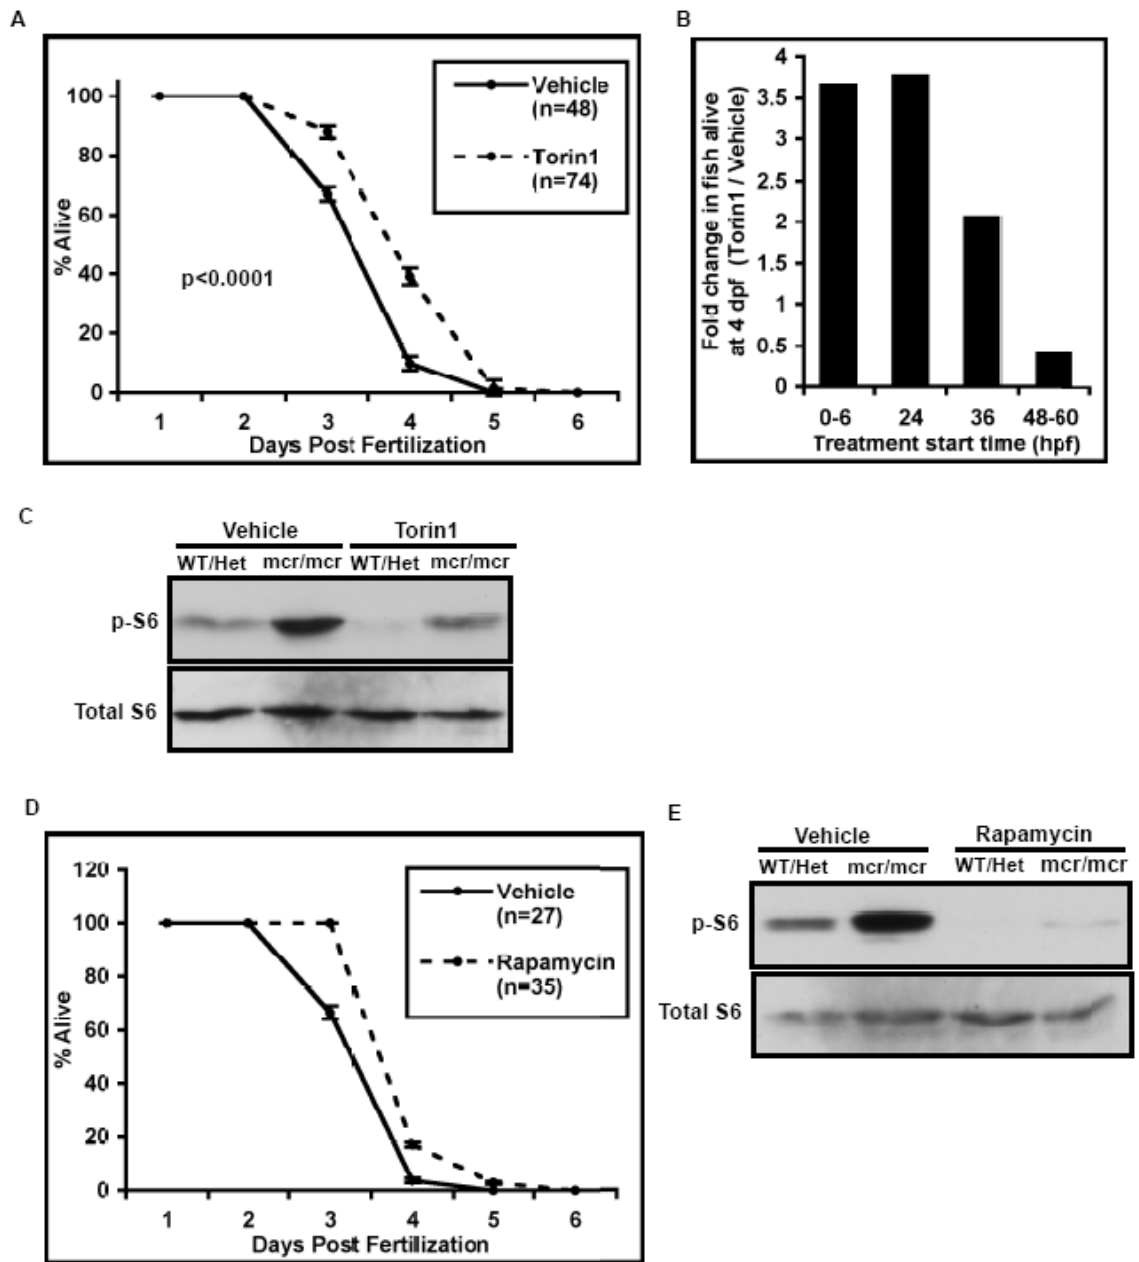 A
% Alive
100
80
60
40
20
0
p<0.0001
Vehicle
(n=48)
Torin1
(n=74)
1 2 3 4 5 6
Days Post Fertilization
B
Fold change in fish alive
at 4 dpf (Torin1 / Vehicle)
4
3.5
3
2.5
2
1.5
1
0.5
0
0-6 24 36 48-60
Treatment start time (hpf)
C
Vehicle Torin1
WT/Het mcr/mcr WT/Het mcr/mcr
p-S6
Total S6
D
% Alive
120
100
80
60
40
20
0
Vehicle
(n=27)
Rapamycin
(n=35)
1 2 3 4 5 6
Days Post Fertilization
E
Vehicle Rapamycin
WT/Het mcr/mcr WT/Het mcr/mcr
p-S6
Total S6